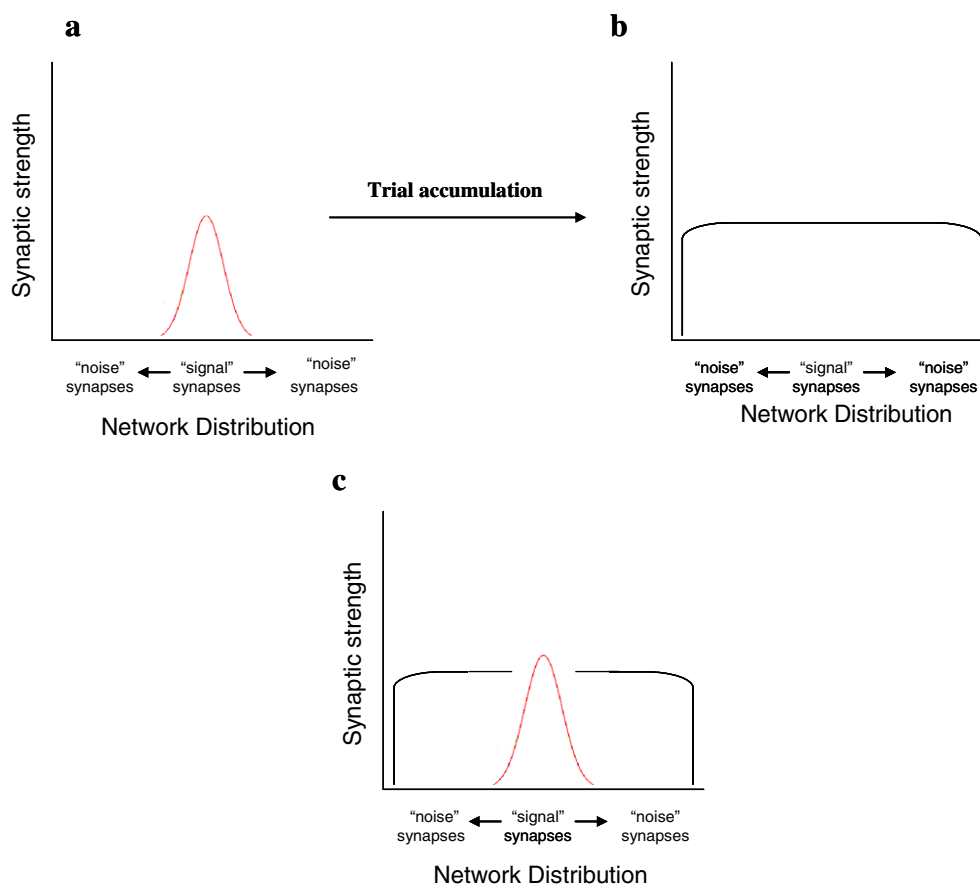 a
Synaptic strength
“noise” “signal” “noise”
synapses synapses synapses
Network Distribution
Trial accumulation
b
Synaptic strength
“noise” “signal” “noise”
synapses synapses synapses
Network Distribution
c
Synaptic strength
“noise” “signal” “noise”
synapses synapses synapses
Network Distribution